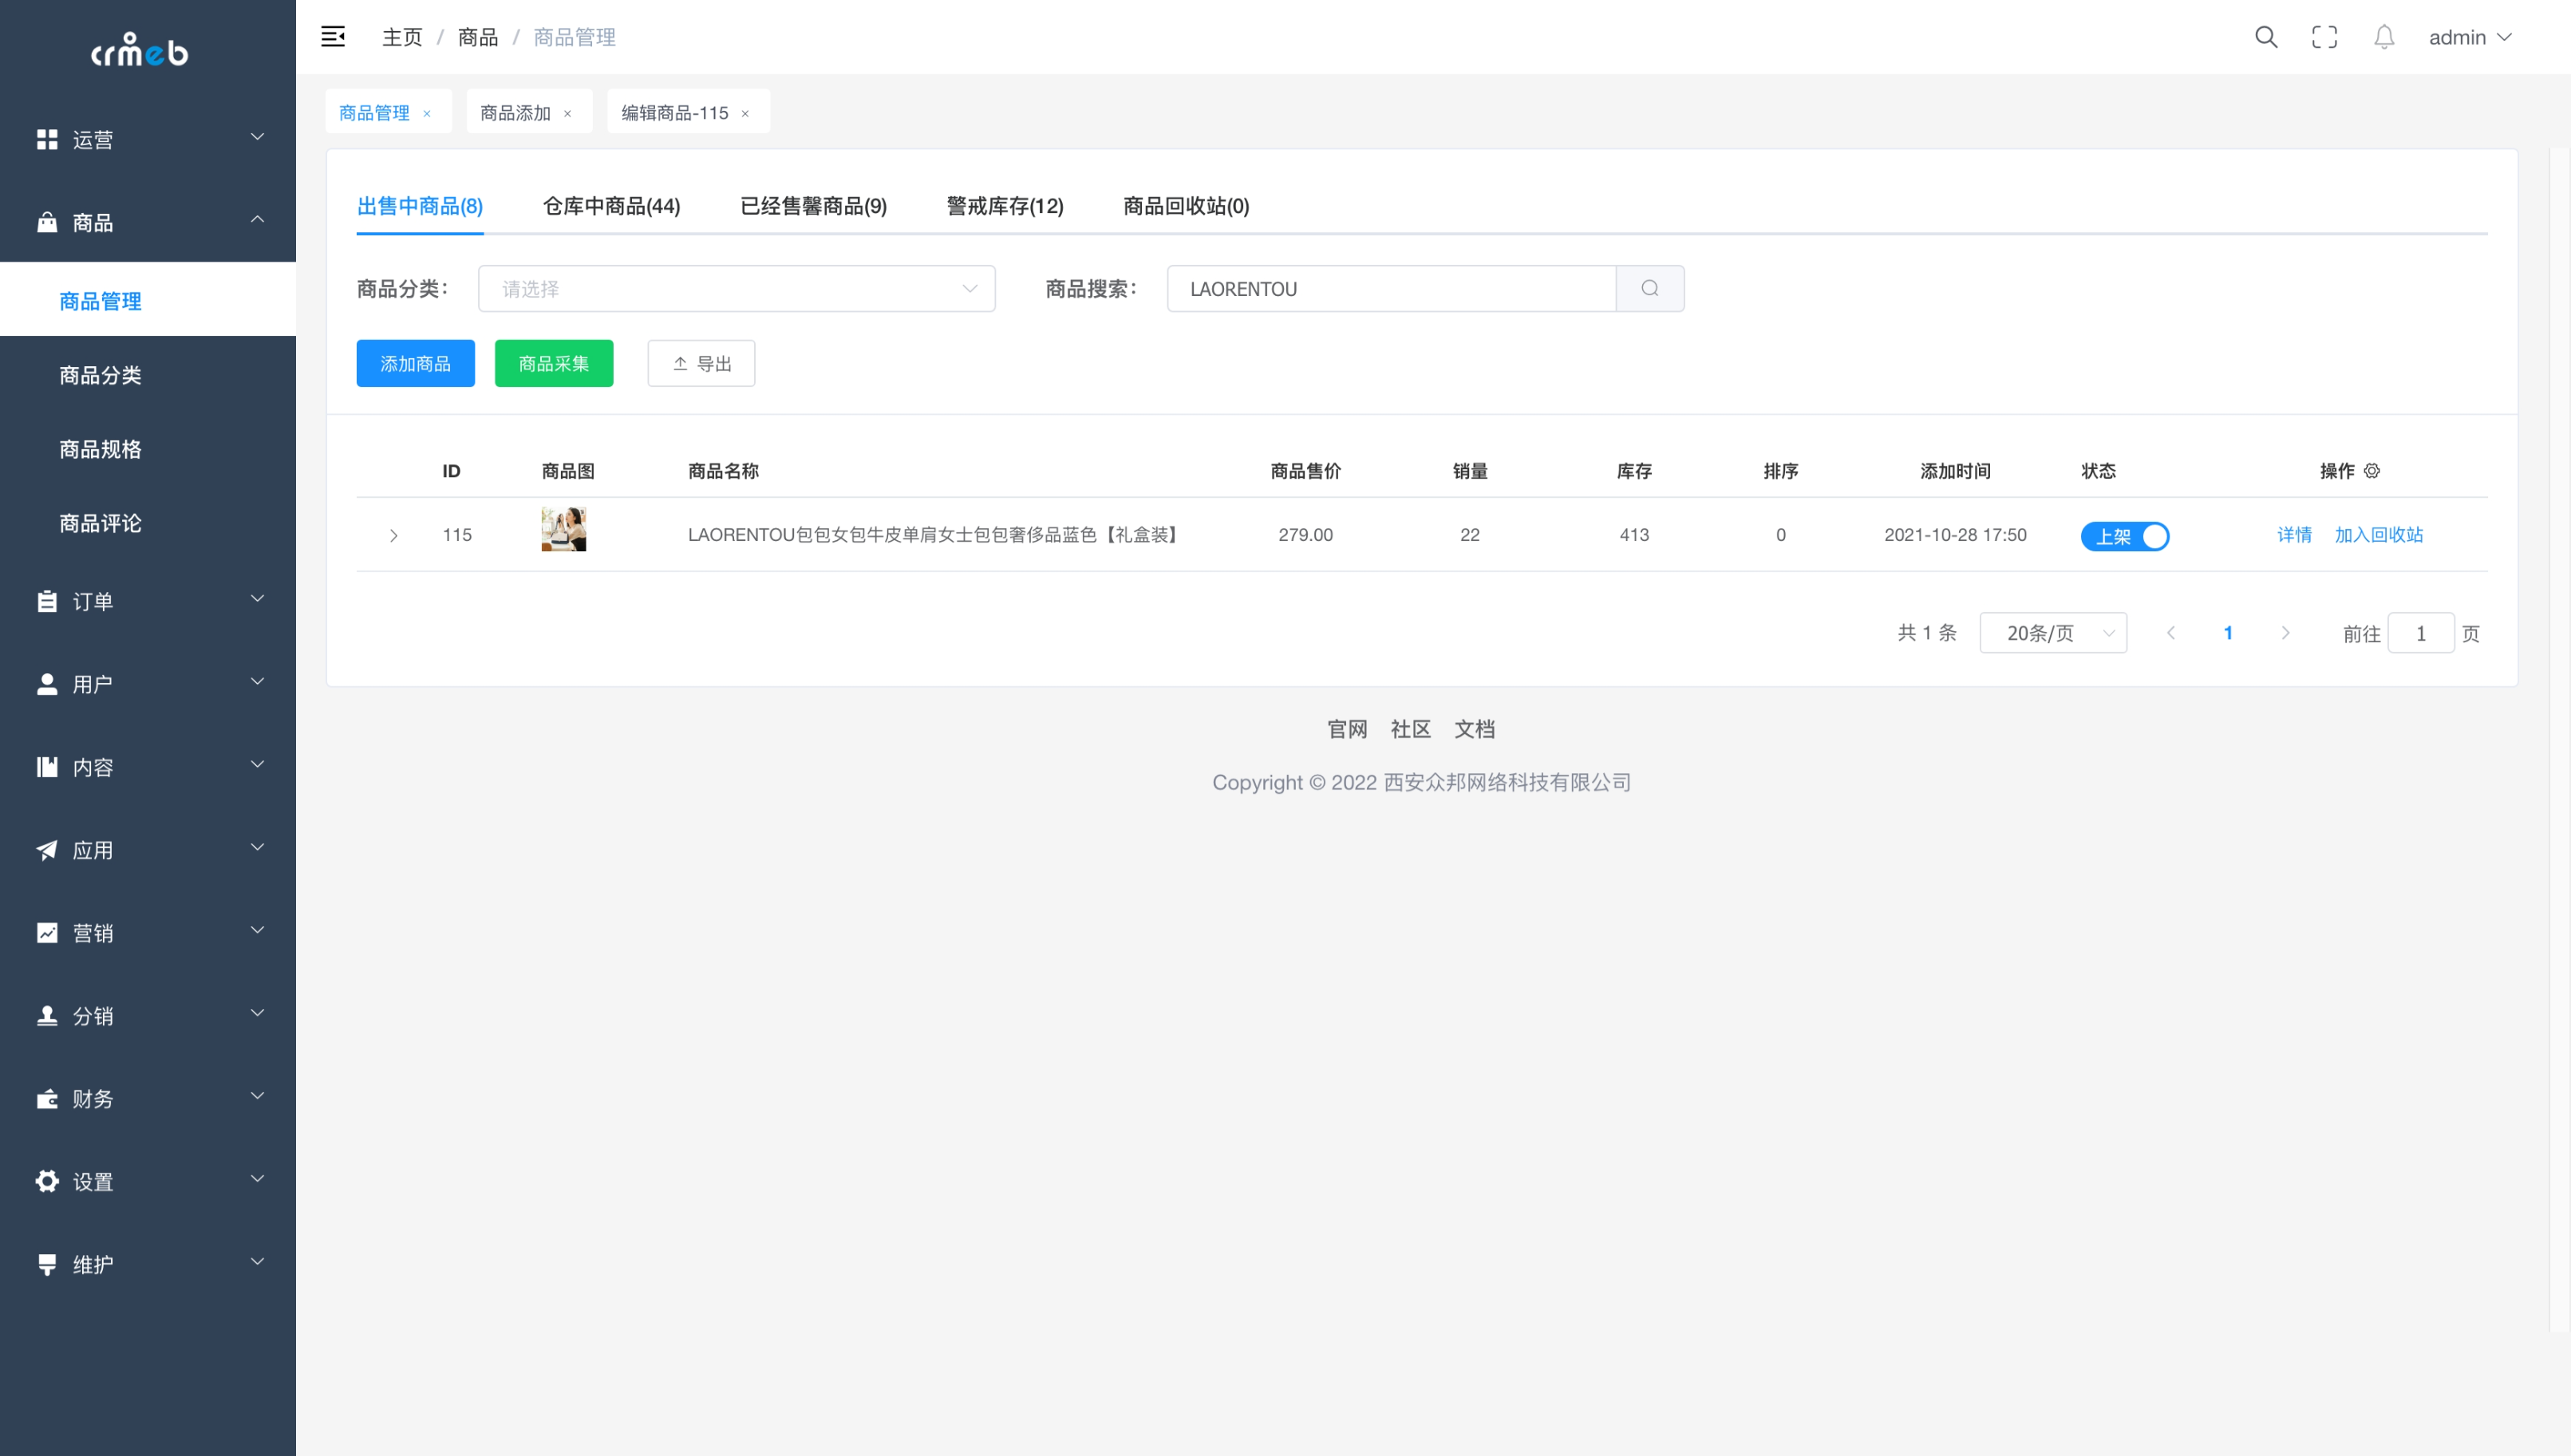 crmeb
主页 / 商品 / 商品管理
admin
商品管理 × 商品添加 × 编辑商品-115 ×
运营
商品
商品管理
商品分类
商品规格
商品评论
订单
用户
内容
应用
营销
分销
财务
设置
维护
出售中商品(8) 仓库中商品(44) 已经售馨商品(9) 警戒库存(12) 商品回收站(0)
商品分类： 请选择 商品搜索： LAORENTOU
添加商品 商品采集 导出
ID 商品图 商品名称 商品售价 销量 库存 排序 添加时间 状态 操作
115 LAORENTOU包包女包牛皮单肩女士包包奢侈品蓝色【礼盒装】 279.00 22 413 0 2021-10-28 17:50 上架 详情 加入回收站
共 1 条 20条/页 1 前往 1 页
官网 社区 文档
Copyright © 2022 西安众邦网络科技有限公司